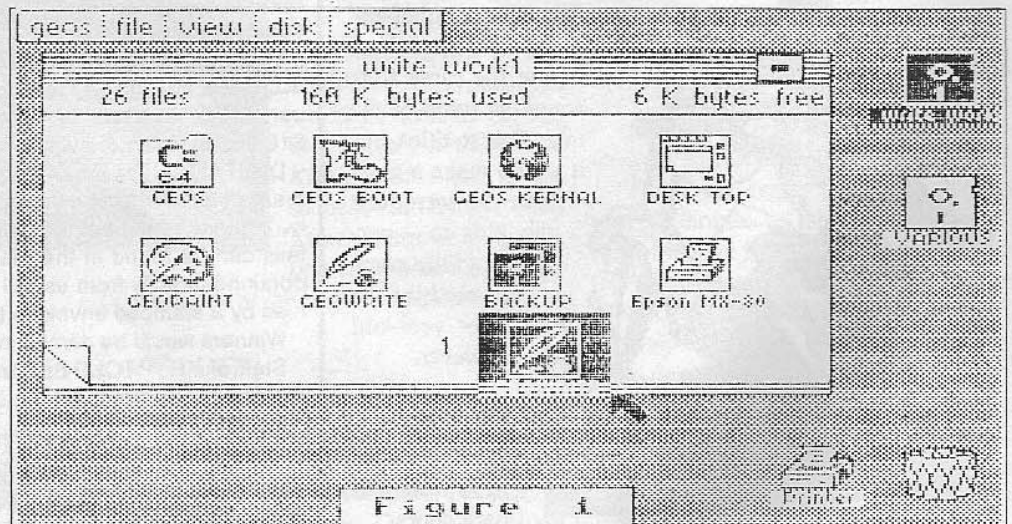 geos file view disk special
write work1
26 files 160 K bytes used 6 K bytes free
GEOS GEOS BOOT GEOS KERNAL DESK TOP
GEOPAINT GEOWRITE BACKUP Epson MX-80
1
VARIOUS
Printer
Figure 1